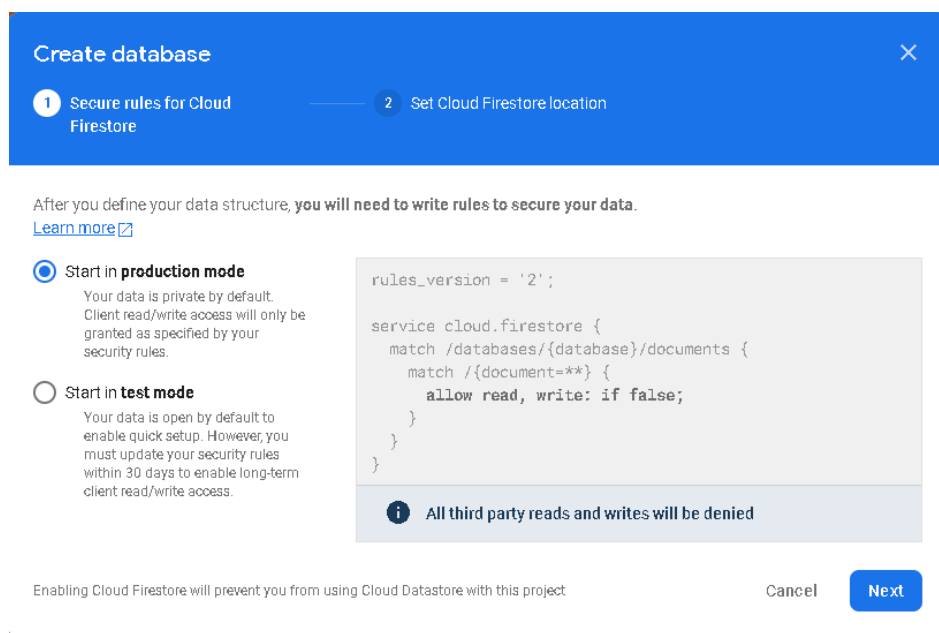 Create database
1 Secure rules for Cloud
Firestore
2 Set Cloud Firestore location
After you define your data structure, you will need to write rules to secure your data.
Learn more
Start in production mode
Your data is private by default.
Client read/write access will only be
granted as specified by your
security rules.
Start in test mode
Your data is open by default to
enable quick setup. However, you
must update your security rules
within 30 days to enable long-term
client read/write access.
rules_version = '2';
service cloud.firestore {
match /databases/{database}/documents {
match /{document=**} {
allow read, write: if false;
}
}
}
All third party reads and writes will be denied
Enabling Cloud Firestore will prevent you from using Cloud Datastore with this project
Cancel
Next